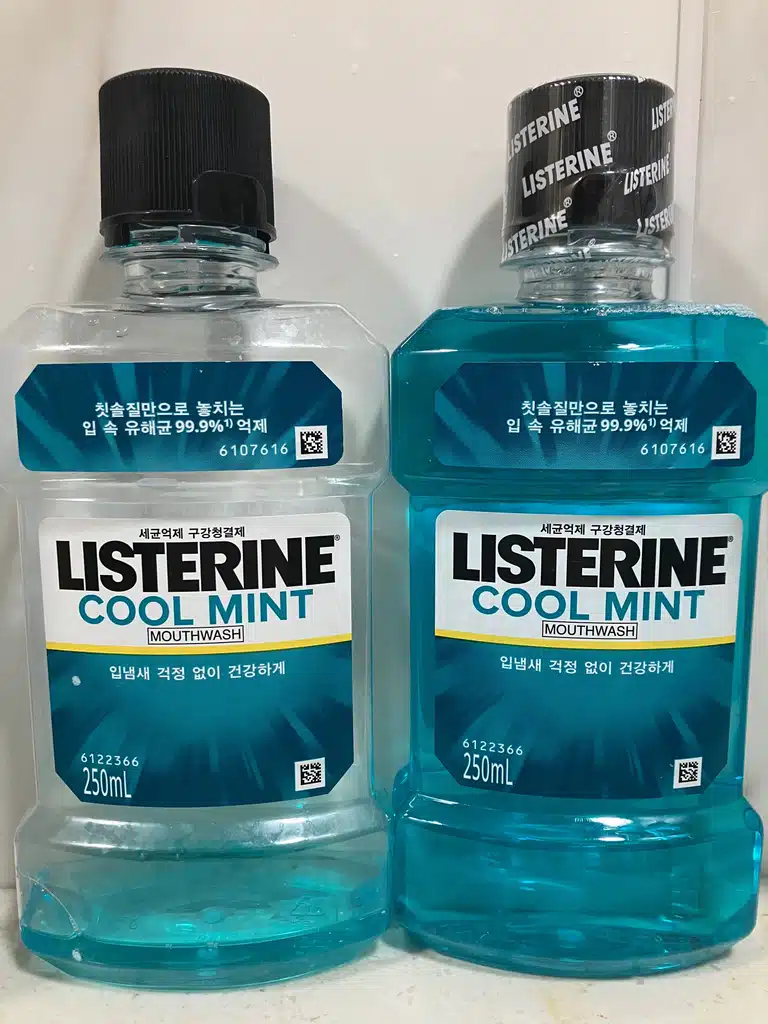 칫솔질만으로 놓치는
입 속 유해균 99.9%¹⁾ 억제
6107616
세균억제 구강청결제
LISTERINE®
COOL MINT
MOUTHWASH
입냄새 걱정 없이 건강하게
6122366
250mL
LISTERINE®
LISTERINE®
LISTERINE®
LISTERINE
칫솔질만으로 놓치는
입 속 유해균 99.9%¹⁾ 억제
6107616
세균억제 구강청결제
LISTERINE®
COOL MINT
MOUTHWASH
입냄새 걱정 없이 건강하게
6122366
250mL